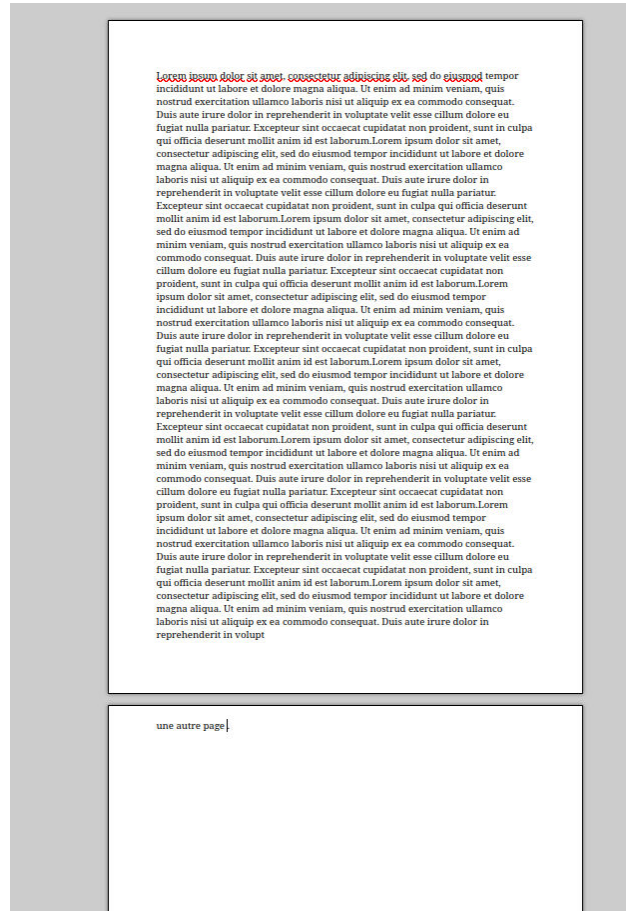 Lorem ipsum dolor sit amet, consectetur adipiscing elit, sed do eiusmod tempor
incididunt ut labore et dolore magna aliqua. Ut enim ad minim veniam, quis
nostrud exercitation ullamco laboris nisi ut aliquip ex ea commodo consequat.
Duis aute irure dolor in reprehenderit in voluptate velit esse cillum dolore eu
fugiat nulla pariatur. Excepteur sint occaecat cupidatat non proident, sunt in culpa
qui officia deserunt mollit anim id est laborum.Lorem ipsum dolor sit amet,
consectetur adipiscing elit, sed do eiusmod tempor incididunt ut labore et dolore
magna aliqua. Ut enim ad minim veniam, quis nostrud exercitation ullamco
laboris nisi ut aliquip ex ea commodo consequat. Duis aute irure dolor in
reprehenderit in voluptate velit esse cillum dolore eu fugiat nulla pariatur.
Excepteur sint occaecat cupidatat non proident, sunt in culpa qui officia deserunt
mollit anim id est laborum.Lorem ipsum dolor sit amet, consectetur adipiscing elit,
sed do eiusmod tempor incididunt ut labore et dolore magna aliqua. Ut enim ad
minim veniam, quis nostrud exercitation ullamco laboris nisi ut aliquip ex ea
commodo consequat. Duis aute irure dolor in reprehenderit in voluptate velit esse
cillum dolore eu fugiat nulla pariatur. Excepteur sint occaecat cupidatat non
proident, sunt in culpa qui officia deserunt mollit anim id est laborum.Lorem
ipsum dolor sit amet, consectetur adipiscing elit, sed do eiusmod tempor
incididunt ut labore et dolore magna aliqua. Ut enim ad minim veniam, quis
nostrud exercitation ullamco laboris nisi ut aliquip ex ea commodo consequat.
Duis aute irure dolor in reprehenderit in voluptate velit esse cillum dolore eu
fugiat nulla pariatur. Excepteur sint occaecat cupidatat non proident, sunt in culpa
qui officia deserunt mollit anim id est laborum.Lorem ipsum dolor sit amet,
consectetur adipiscing elit, sed do eiusmod tempor incididunt ut labore et dolore
magna aliqua. Ut enim ad minim veniam, quis nostrud exercitation ullamco
laboris nisi ut aliquip ex ea commodo consequat. Duis aute irure dolor in
reprehenderit in voluptate velit esse cillum dolore eu fugiat nulla pariatur.
Excepteur sint occaecat cupidatat non proident, sunt in culpa qui officia deserunt
mollit anim id est laborum.Lorem ipsum dolor sit amet, consectetur adipiscing elit,
sed do eiusmod tempor incididunt ut labore et dolore magna aliqua. Ut enim ad
minim veniam, quis nostrud exercitation ullamco laboris nisi ut aliquip ex ea
commodo consequat. Duis aute irure dolor in reprehenderit in voluptate velit esse
cillum dolore eu fugiat nulla pariatur. Excepteur sint occaecat cupidatat non
proident, sunt in culpa qui officia deserunt mollit anim id est laborum.Lorem
ipsum dolor sit amet, consectetur adipiscing elit, sed do eiusmod tempor
incididunt ut labore et dolore magna aliqua. Ut enim ad minim veniam, quis
nostrud exercitation ullamco laboris nisi ut aliquip ex ea commodo consequat.
Duis aute irure dolor in reprehenderit in voluptate velit esse cillum dolore eu
fugiat nulla pariatur. Excepteur sint occaecat cupidatat non proident, sunt in culpa
qui officia deserunt mollit anim id est laborum.Lorem ipsum dolor sit amet,
consectetur adipiscing elit, sed do eiusmod tempor incididunt ut labore et dolore
magna aliqua. Ut enim ad minim veniam, quis nostrud exercitation ullamco
laboris nisi ut aliquip ex ea commodo consequat. Duis aute irure dolor in
reprehenderit in volupt
une autre page.